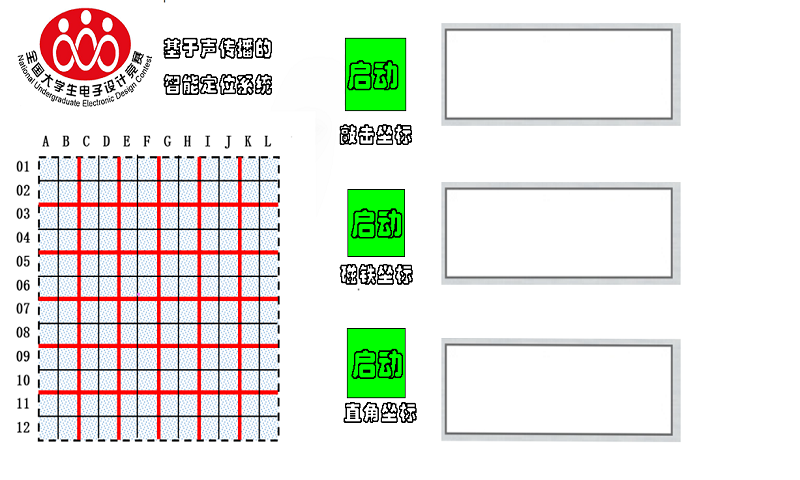 全国大学生电子设计竞赛
National Undergraduate Electronic Design Contest
基于声传播的
智能定位系统
启动
敲击坐标
A B C D E F G H I J K L
01
02
03
04
05
06
07
08
09
10
11
12
启动
磁铁坐标
启动
直角坐标